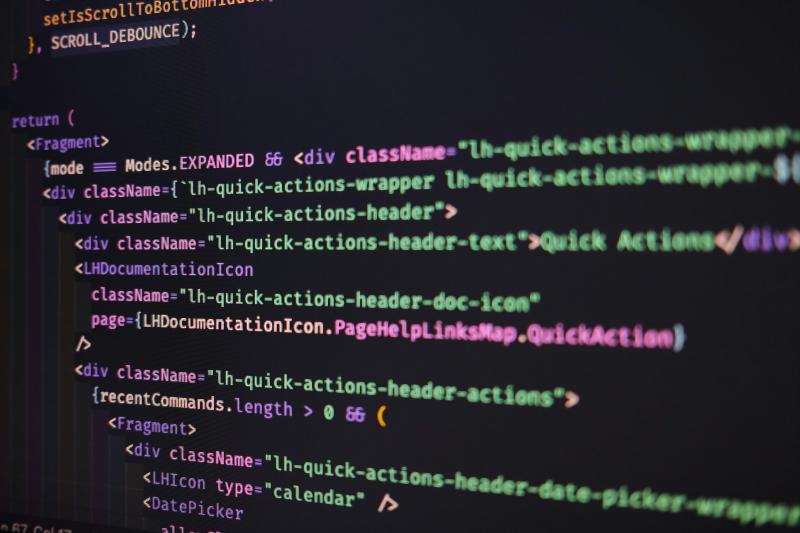 setIsScrollToBottomHidden(
}, SCROLL_DEBOUNCE);
}
return (
<Fragment>
{mode === Modes.EXPANDED && <div className="lh-quick-actions-wrapper-
<div className={`lh-quick-actions-wrapper lh-quick-actions-wrapper-${
<div className="lh-quick-actions-header">
<div className="lh-quick-actions-header-text">Quick Actions</div>
<LHDocumentationIcon
className="lh-quick-actions-header-doc-icon"
page={LHDocumentationIcon.PageHelpLinksMap.QuickAction}
/>
<div className="lh-quick-actions-header-actions">
{recentCommands.length > 0 && (
<Fragment>
<div className="lh-quick-actions-header-date-picker-wrapper
<LHIcon type="calendar" />
<DatePicker